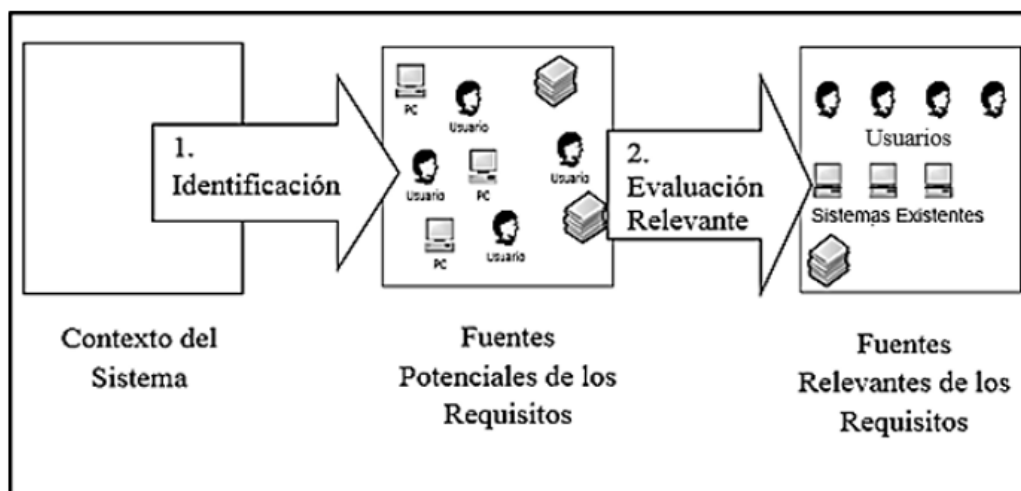 1.
Identificación
PC
Usuario
Usuario
PC
Usuario
PC
Usuario
2.
Evaluación
Relevante
Usuarios
Sistemas Existentes
Contexto del
Sistema
Fuentes
Potenciales de los
Requisitos
Fuentes
Relevantes de los
Requisitos